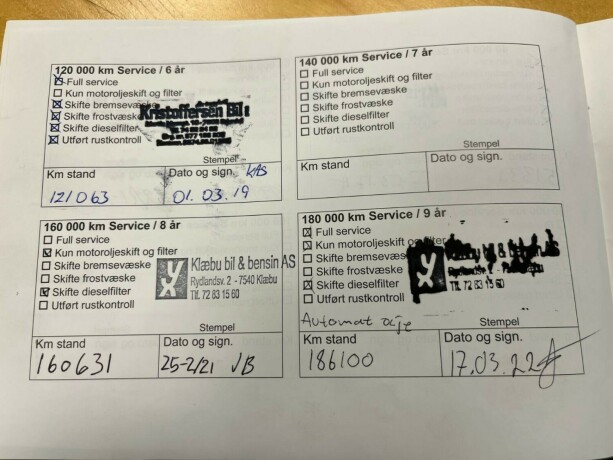 120 000 km Service / 6 år
Full service
Kun motoroljeskift og filter
Skifte bremsevæske
Skifte frostvæske
Skifte dieselfilter
Utført rustkontroll
Kristoffersen Bil
Stempel
Km stand
Dato og sign.
121063
01.03.19
140 000 km Service / 7 år
Full service
Kun motoroljeskift og filter
Skifte bremsevæske
Skifte frostvæske
Skifte dieselfilter
Utført rustkontroll
Stempel
Km stand
Dato og sign.
160 000 km Service / 8 år
Full service
Kun motoroljeskift og filter
Skifte bremsevæske
Skifte frostvæske
Skifte dieselfilter
Utført rustkontroll
Klæbu bil & bensin AS
Rydlandsv. 2 - 7540 Klæbu
Tlf. 72 83 15 60
Stempel
Km stand
Dato og sign.
160631
25-2/21 JB
180 000 km Service / 9 år
Full service
Kun motoroljeskift og filter
Skifte bremsevæske
Skifte frostvæske
Skifte dieselfilter
Utført rustkontroll
bil & bensin AS
Tlf. 72 83 15 60
Automat olje
Stempel
Km stand
Dato og sign.
186100
17.03.22